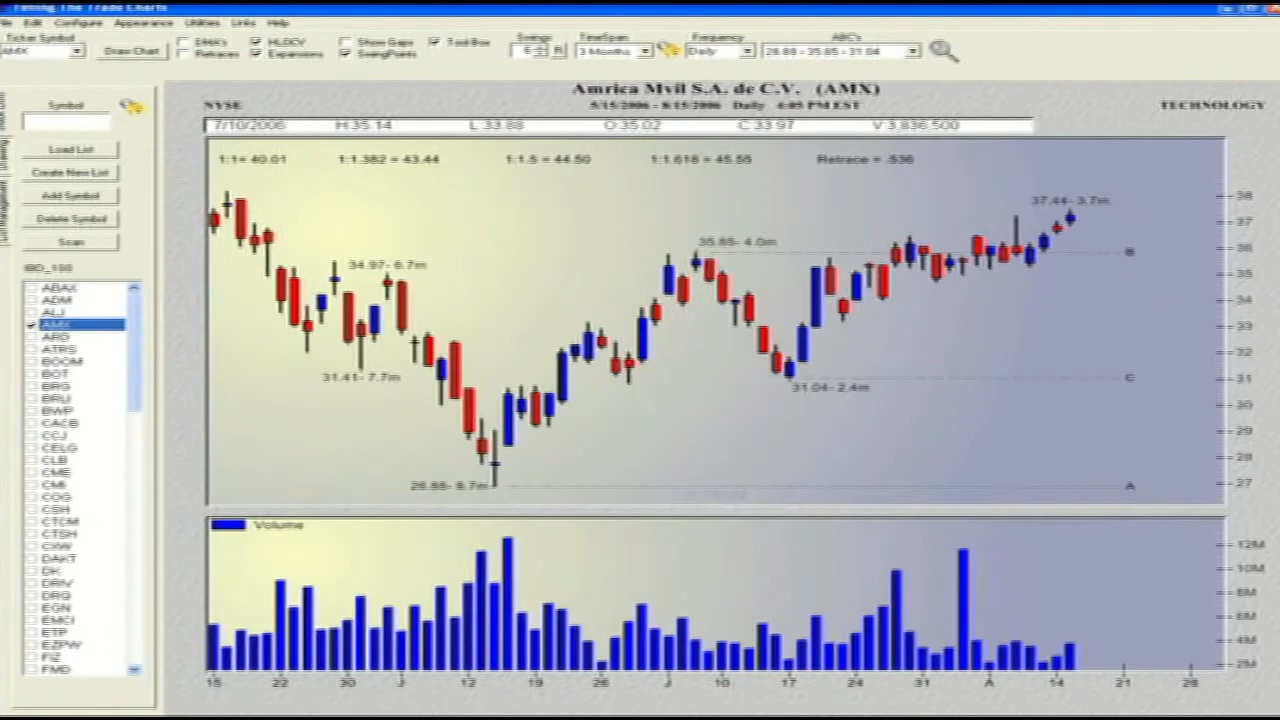 Timing The Trade Charts
File Edit Configure Appearance Utilities Links Help
Ticker Symbol
AMX
Draw Chart
EMA's
Retraces
HLOCV
Expansions
Show Gaps
SwingPoints
Tool Box
Swings
TimeSpan
3 Months
Frequency
Daily
ABC's
26.88 - 35.85 - 31.04
Symbol
Load List
Create New List
Add Symbol
Delete Symbol
Scan
IBD_100
ABAX
ADM
ALJ
AMX
ARD
ATRS
BOOM
BOT
BRG
BRLI
BWP
CACB
CCJ
CELG
CLB
CME
CMI
COG
CSH
CTCM
CTSH
CXW
DAKT
DK
DRIV
DRQ
EGN
EMCI
ETP
EZPW
FIZ
FMD
Amrica Mvil S.A. de C.V. (AMX)
NYSE
5/15/2006 - 8/15/2006 Daily 4:05 PM EST
TECHNOLOGY
7/10/2006 H 35.14 L 33.88 O 35.02 C 33.97 V 3,836,500
1:1= 40.01 1:1.382 = 43.44 1:1.5 = 44.50 1:1.618 = 45.55 Retrace = .536
37.44- 3.7m
35.85- 4.0m
34.97- 6.7m
31.41- 7.7m
31.04- 2.4m
26.88- 8.7m
B
C
A
38
37
36
35
34
33
32
31
30
29
28
27
Volume
12M
10M
8M
6M
4M
2M
15 22 30 J 12 19 26 J 10 17 24 31 A 14 21 28